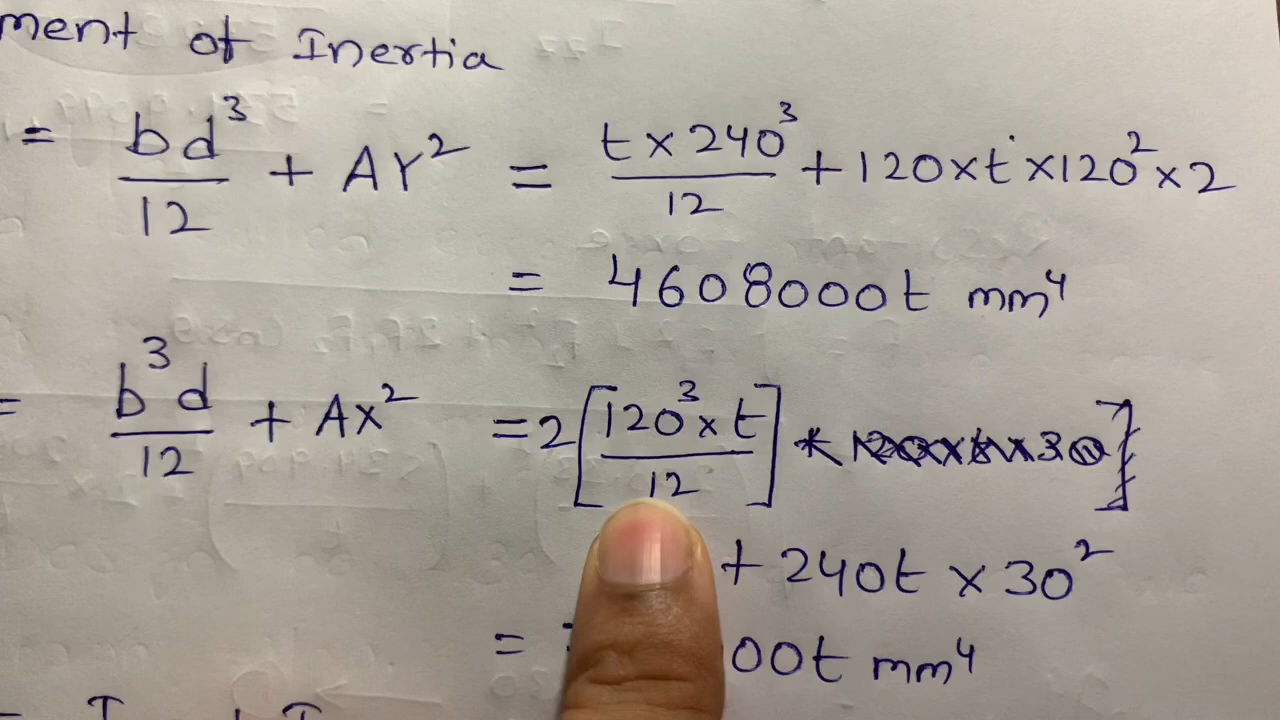 ment of Inertia
= bd³/12 + AY² = t × 240³/12 + 120×t×120²×2
= 4608000t mm⁴
= b³d/12 + Ax² = 2[120³×t/12]
+ 240t × 30²
= 00t mm⁴